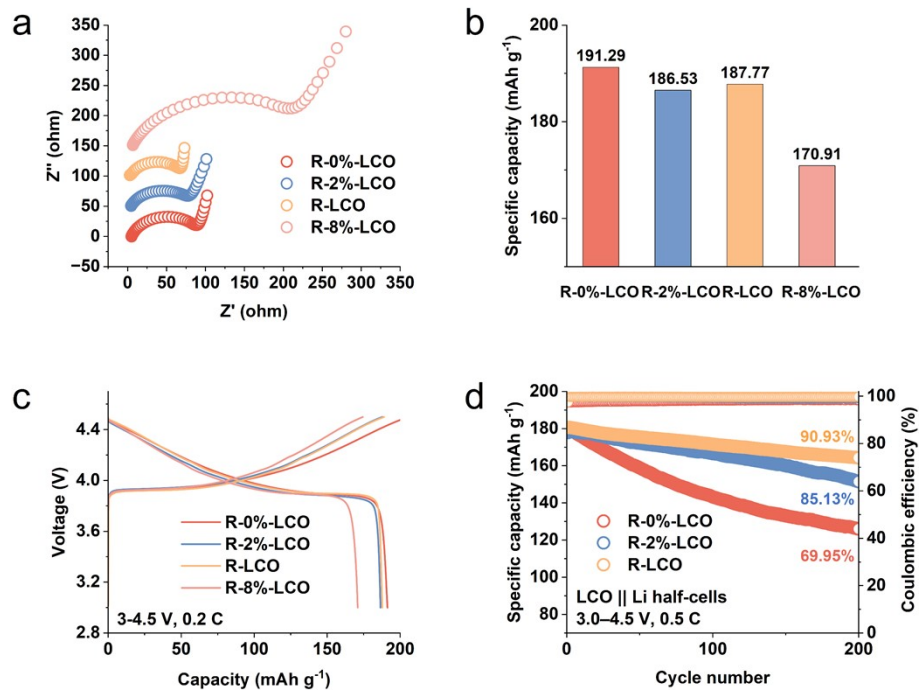 a
350
300
250
200
150
100
50
0
−50
Z'' (ohm)
R-0%-LCO
R-2%-LCO
R-LCO
R-8%-LCO
0 50 100 150 200 250 300 350
Z' (ohm)
b
200
190
180
160
Specific capacity (mAh g⁻¹)
191.29
186.53
187.77
170.91
R-0%-LCO R-2%-LCO R-LCO R-8%-LCO
c
4.4
4.0
3.6
3.2
2.8
Voltage (V)
R-0%-LCO
R-2%-LCO
R-LCO
R-8%-LCO
3-4.5 V, 0.2 C
0 50 100 150 200
Capacity (mAh g⁻¹)
d
200
190
180
160
140
130
120
110
100
90
80
70
Specific capacity (mAh g⁻¹)
90.93%
85.13%
69.95%
R-0%-LCO
R-2%-LCO
R-LCO
LCO || Li half-cells
3.0–4.5 V, 0.5 C
100
80
60
40
20
0
Coulombic efficiency (%)
0 100 200
Cycle number